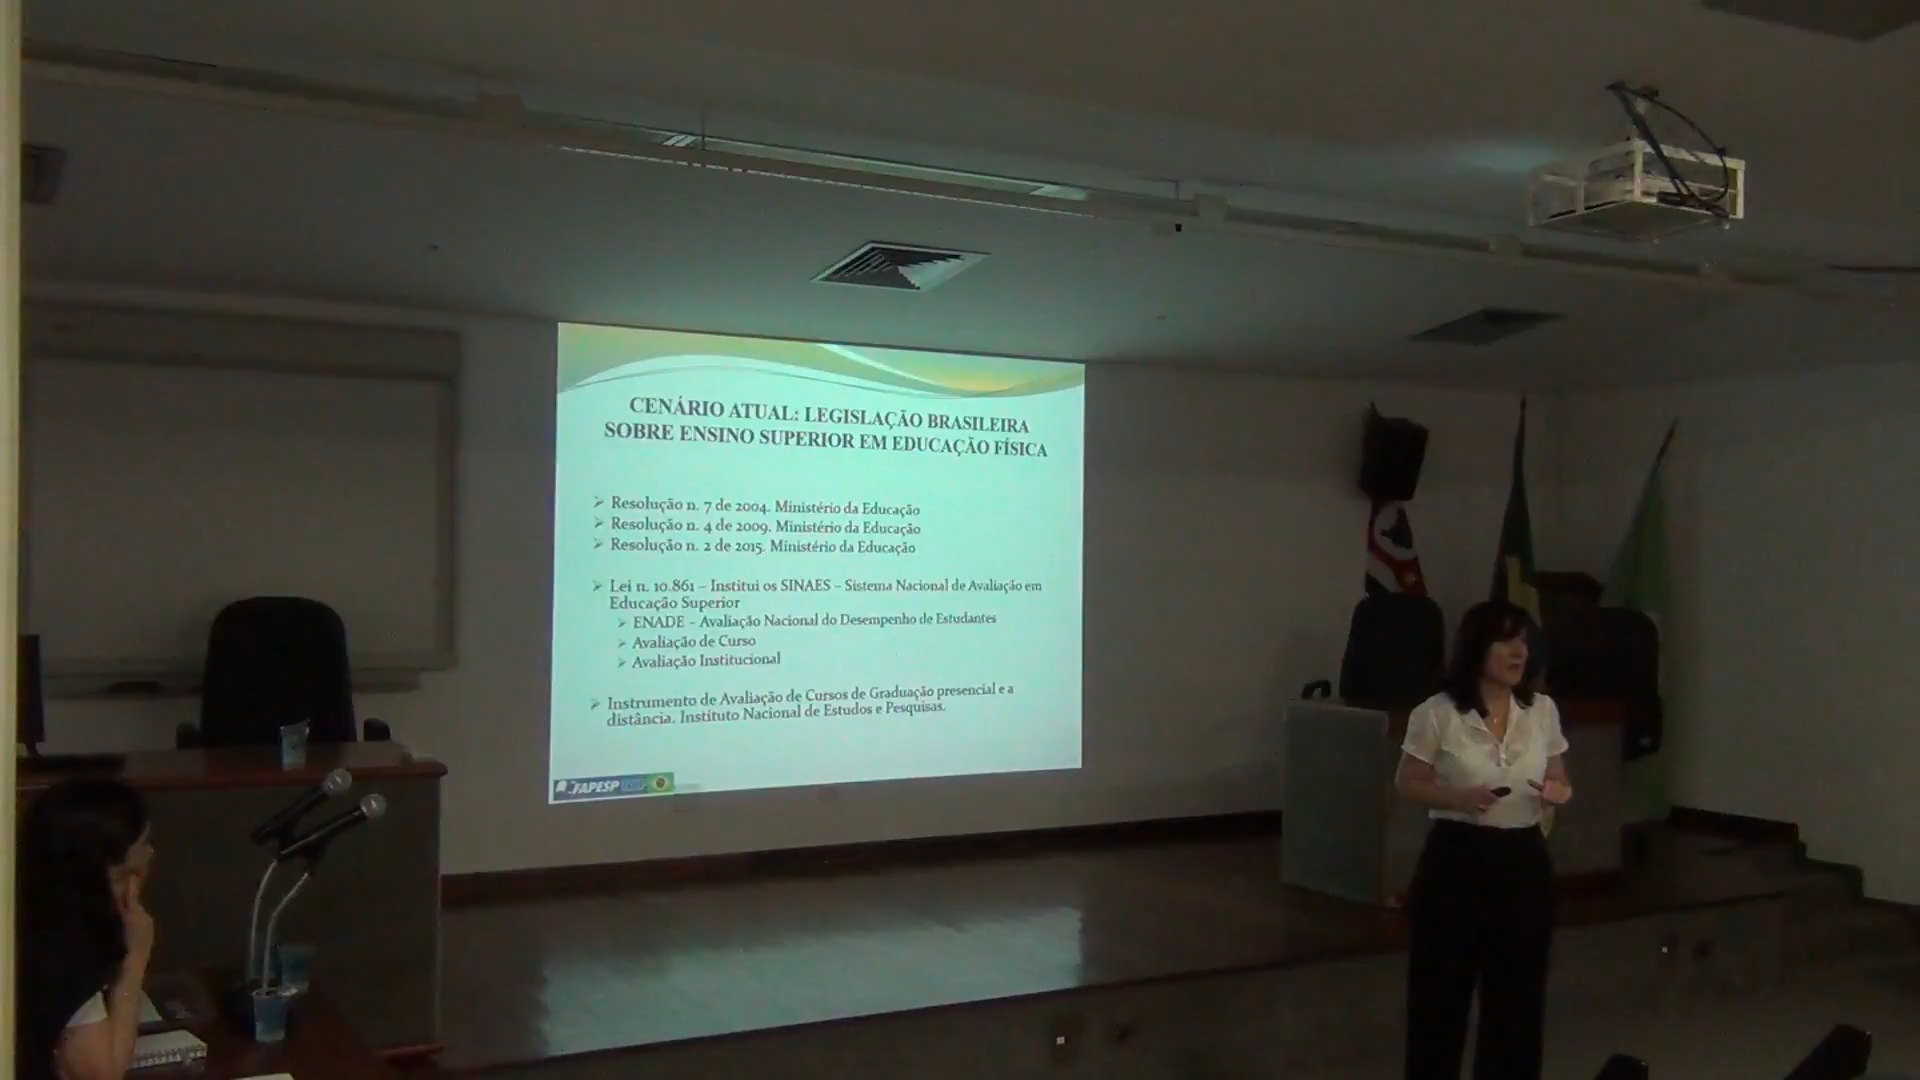 CENÁRIO ATUAL: LEGISLAÇÃO BRASILEIRA
SOBRE ENSINO SUPERIOR EM EDUCAÇÃO FÍSICA
Resolução n. 7 de 2004. Ministério da Educação
Resolução n. 4 de 2009. Ministério da Educação
Resolução n. 2 de 2015. Ministério da Educação
Lei n. 10.861 – Institui os SINAES – Sistema Nacional de Avaliação em
Educação Superior
ENADE – Avaliação Nacional do Desempenho de Estudantes
Avaliação de Curso
Avaliação Institucional
Instrumento de Avaliação de Cursos de Graduação presencial e a
distância. Instituto Nacional de Estudos e Pesquisas.
FAPESP